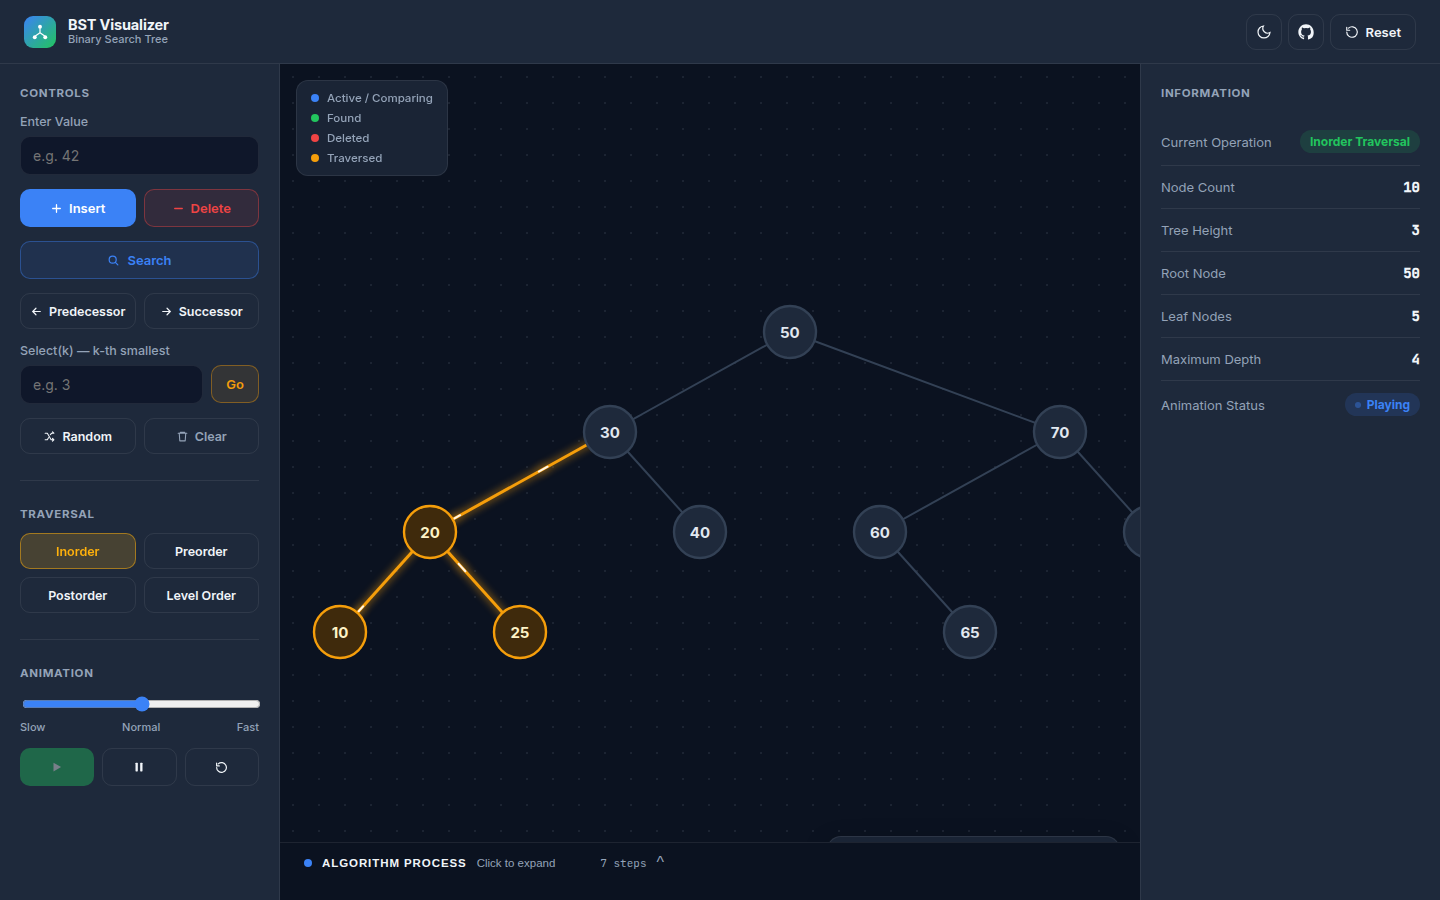 BST Visualizer
Binary Search Tree
Reset
CONTROLS
Enter Value
e.g. 42
Insert
Delete
Search
Predecessor
Successor
Select(k) — k-th smallest
e.g. 3
Go
Random
Clear
TRAVERSAL
Inorder
Preorder
Postorder
Level Order
ANIMATION
Slow
Normal
Fast
Active / Comparing
Found
Deleted
Traversed
50
30
70
20
40
60
10
25
65
ALGORITHM PROCESS
Click to expand
7 steps
INFORMATION
Current Operation
Inorder Traversal
Node Count
10
Tree Height
3
Root Node
50
Leaf Nodes
5
Maximum Depth
4
Animation Status
Playing